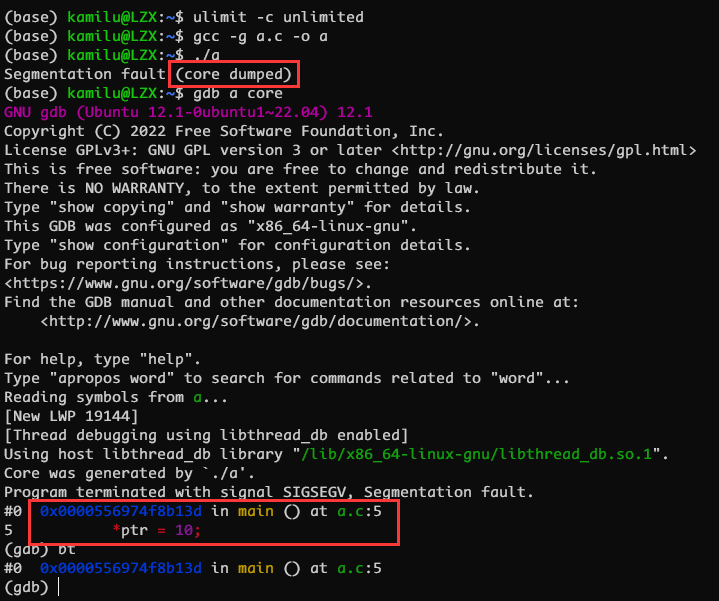 (base) kamilu@LZX:~$ ulimit -c unlimited
(base) kamilu@LZX:~$ gcc -g a.c -o a
(base) kamilu@LZX:~$ ./a
Segmentation fault (core dumped)
(base) kamilu@LZX:~$ gdb a core
GNU gdb (Ubuntu 12.1-0ubuntu1~22.04) 12.1
Copyright (C) 2022 Free Software Foundation, Inc.
License GPLv3+: GNU GPL version 3 or later <http://gnu.org/licenses/gpl.html>
This is free software: you are free to change and redistribute it.
There is NO WARRANTY, to the extent permitted by law.
Type "show copying" and "show warranty" for details.
This GDB was configured as "x86_64-linux-gnu".
Type "show configuration" for configuration details.
For bug reporting instructions, please see:
<https://www.gnu.org/software/gdb/bugs/>.
Find the GDB manual and other documentation resources online at:
    <http://www.gnu.org/software/gdb/documentation/>.

For help, type "help".
Type "apropos word" to search for commands related to "word"...
Reading symbols from a...
[New LWP 19144]
[Thread debugging using libthread_db enabled]
Using host libthread_db library "/lib/x86_64-linux-gnu/libthread_db.so.1".
Core was generated by `./a'.
Program terminated with signal SIGSEGV, Segmentation fault.
#0  0x0000556974f8b13d in main () at a.c:5
5           *ptr = 10;
(gdb) bt
#0  0x0000556974f8b13d in main () at a.c:5
(gdb)